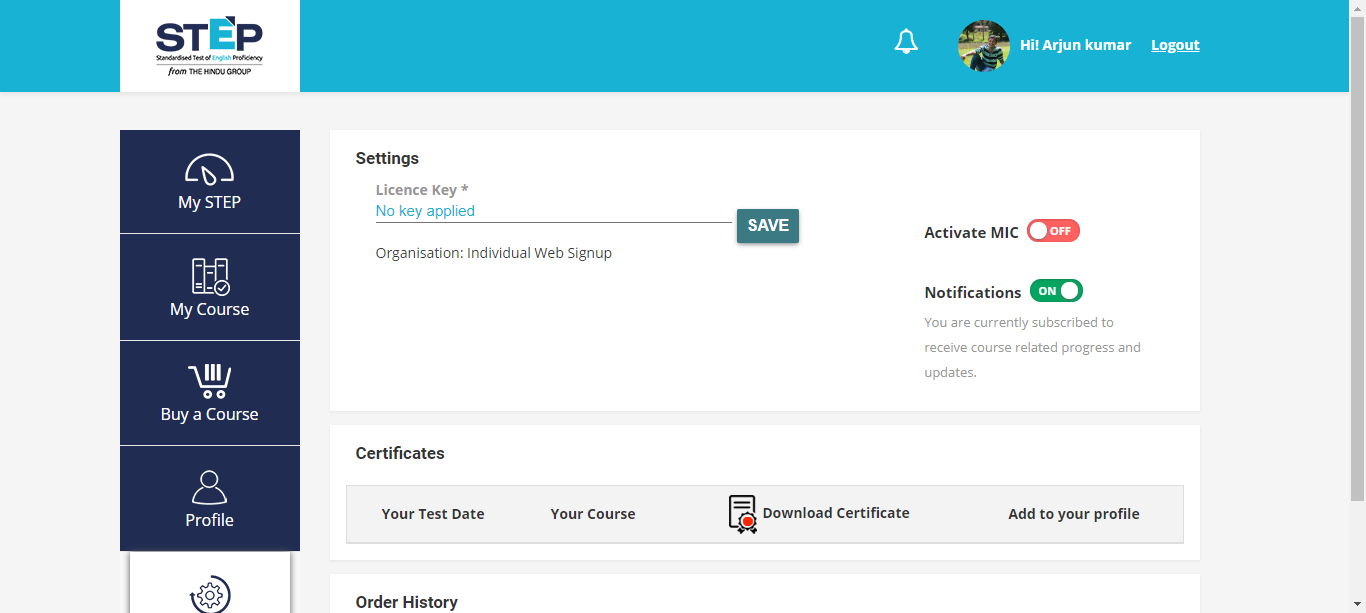 STEP
Standardised Test of English Proficiency
from THE HINDU GROUP
Hi! Arjun kumar
Logout
My STEP
My Course
Buy a Course
Profile
Settings
Licence Key *
No key applied
SAVE
Organisation: Individual Web Signup
Activate MIC OFF
Notifications ON
You are currently subscribed to
receive course related progress and
updates.
Certificates
Your Test Date Your Course Download Certificate Add to your profile
Order History